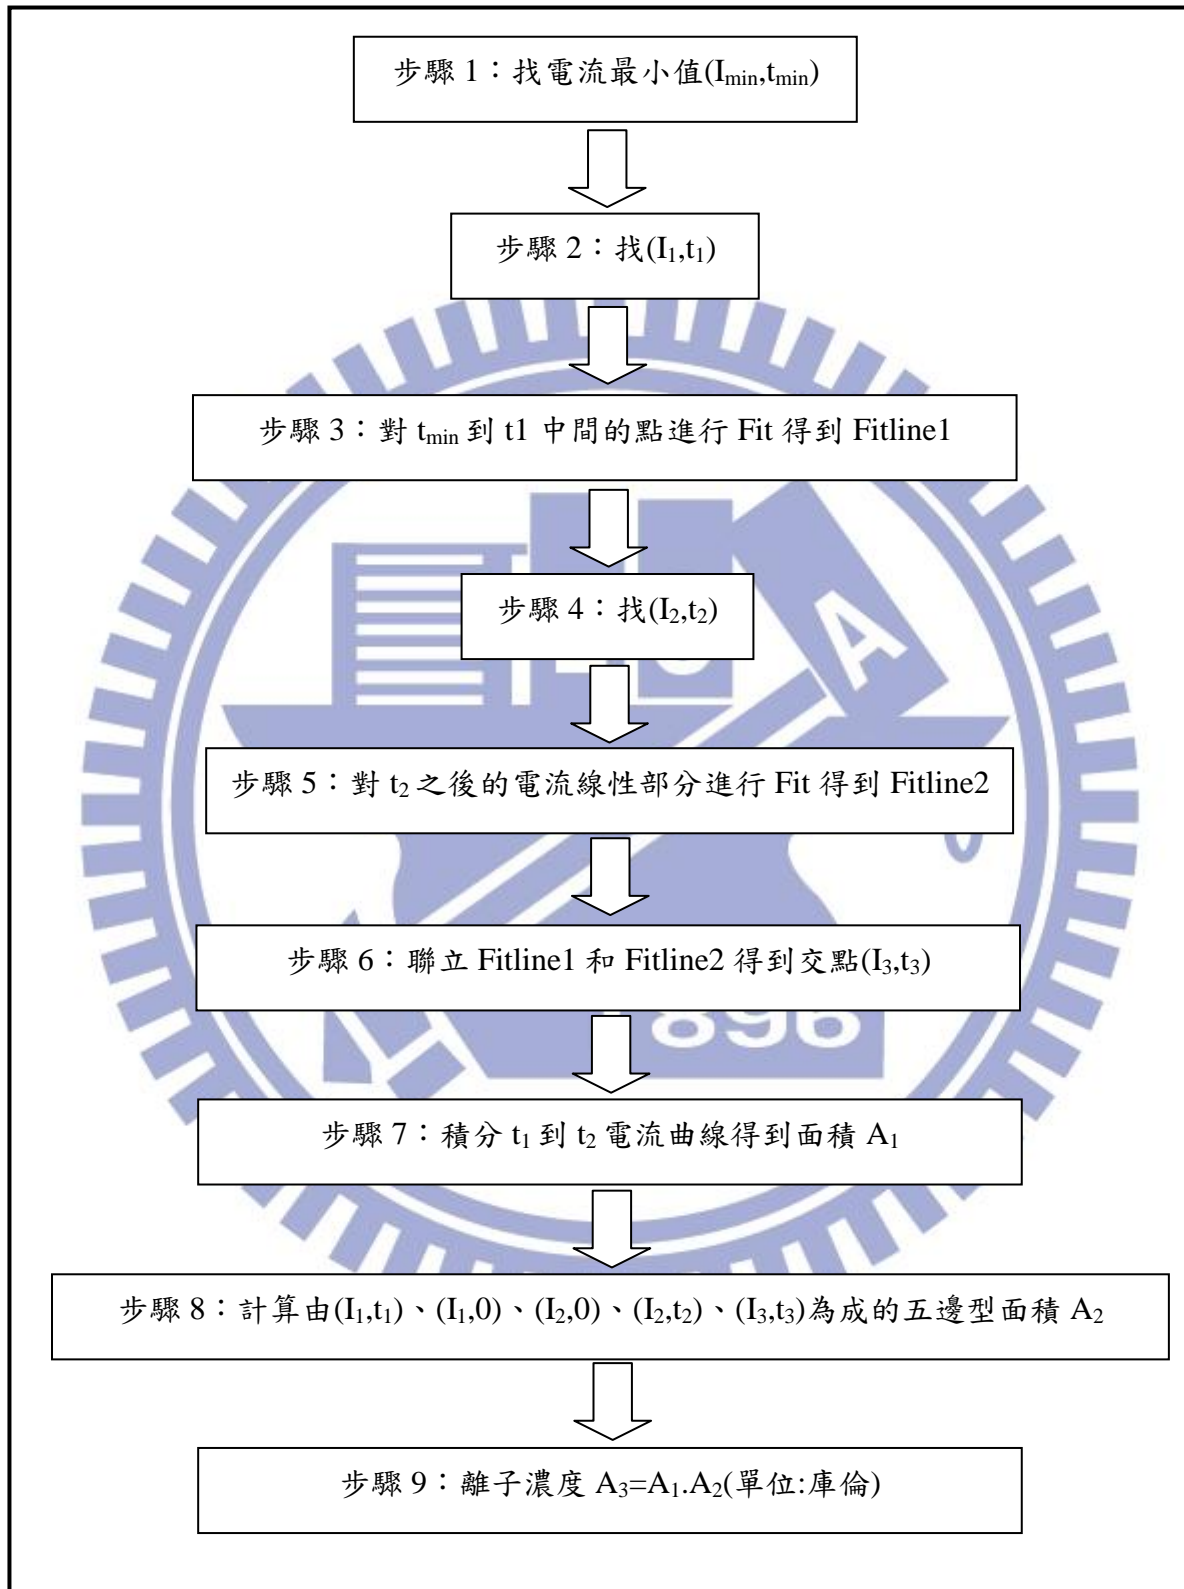 步驟 1：找電流最小值(Imin,tmin)
步驟 2：找(I1,t1)
步驟 3：對 tmin 到 t1 中間的點進行 Fit 得到 Fitline1
步驟 4：找(I2,t2)
步驟 5：對 t2 之後的電流線性部分進行 Fit 得到 Fitline2
步驟 6：聯立 Fitline1 和 Fitline2 得到交點(I3,t3)
步驟 7：積分 t1 到 t2 電流曲線得到面積 A1
步驟 8：計算由(I1,t1)、(I1,0)、(I2,0)、(I2,t2)、(I3,t3)為成的五邊型面積 A2
步驟 9：離子濃度 A3=A1.A2(單位:庫倫)
A
896